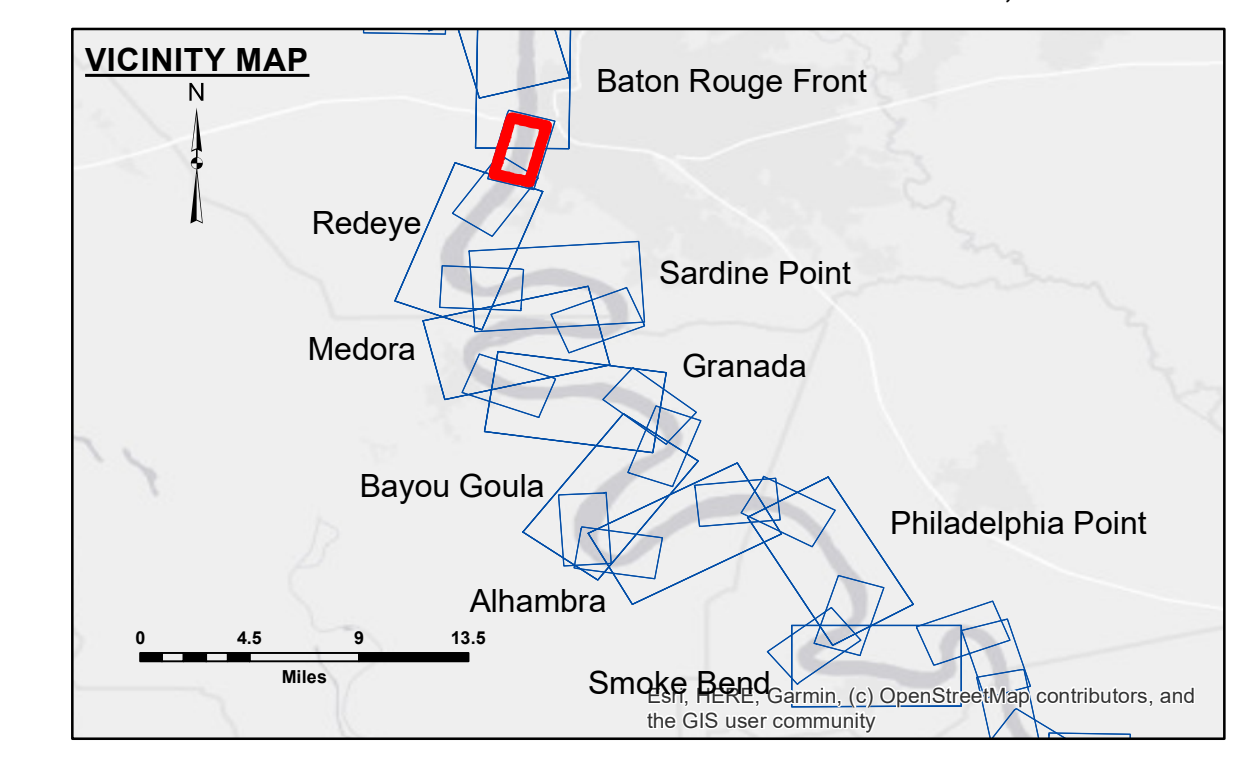 VICINITY MAP
N
Baton Rouge Front
Redeye
Sardine Point
Medora
Granada
Bayou Goula
Philadelphia Point
Alhambra
0 4.5 9 13.5
Miles
Smoke Bend
Esri, HERE, Garmin, (c) OpenStreetMap contributors, and
the GIS user community